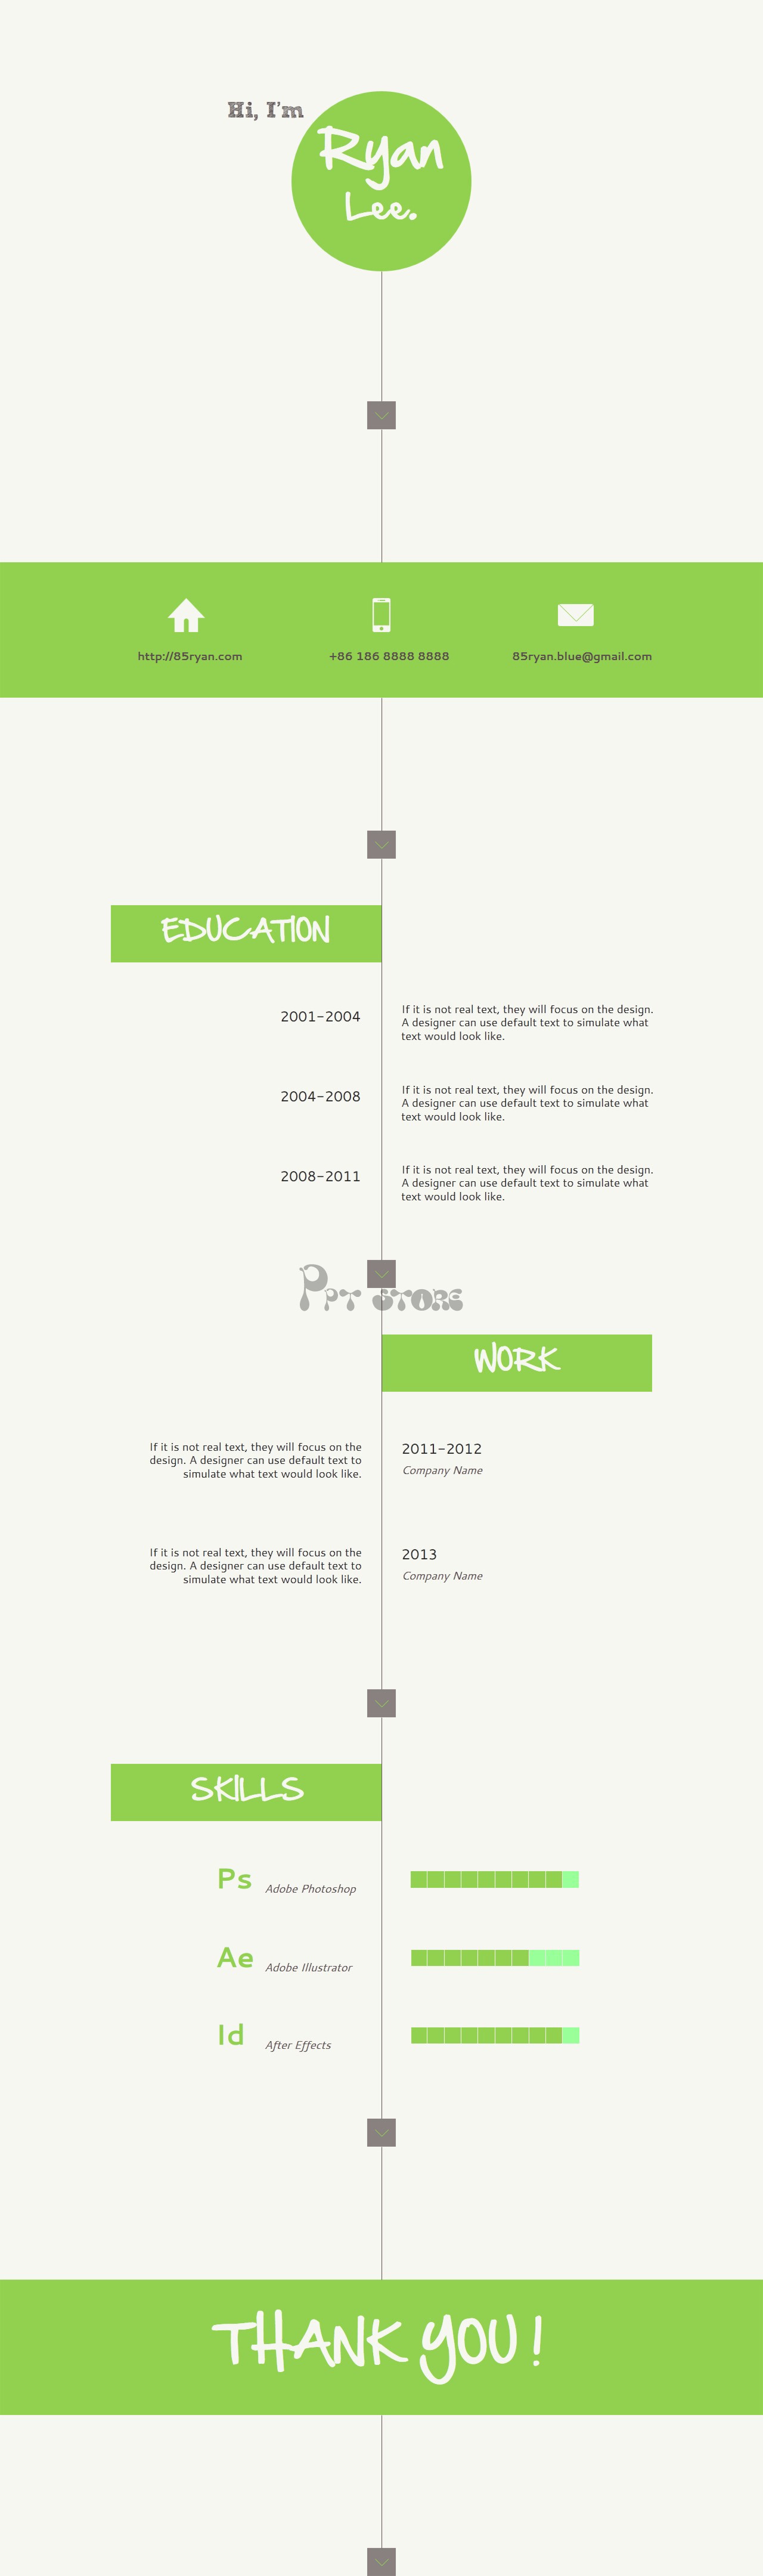 Hi, I'm
Ryan
Lee.
http://85ryan.com
+86 186 8888 8888
85ryan.blue@gmail.com
EDUCATION
2001-2004
If it is not real text, they will focus on the design.
A designer can use default text to simulate what
text would look like.
2004-2008
If it is not real text, they will focus on the design.
A designer can use default text to simulate what
text would look like.
2008-2011
If it is not real text, they will focus on the design.
A designer can use default text to simulate what
text would look like.
PPT STORE
WORK
If it is not real text, they will focus on the
design. A designer can use default text to
simulate what text would look like.
2011-2012
Company Name
If it is not real text, they will focus on the
design. A designer can use default text to
simulate what text would look like.
2013
Company Name
SKILLS
Ps
Adobe Photoshop
Ae
Adobe Illustrator
Id
After Effects
THANK YOU !